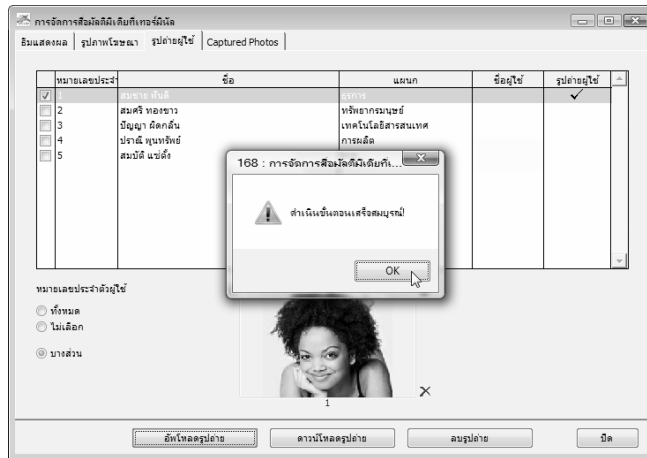 การจัดการสื่อมัลติมิเดียที่เทอร์มินัล
ธีมแสดงผล รูปภาพโฆษณา รูปถ่ายผู้ใช้ Captured Photos
หมายเลขประจำ ชื่อ แผนก ชื่อผู้ใช้ รูปถ่ายผู้ใช้
1 สมชาย ทันดี ธุรการ
2 สมศรี ทองขาว ทรัพยากรมนุษย์
3 ปัญญา ผิดกลิ่น เทคโนโลยีสารสนเทศ
4 ปราณี พูนทรัพย์ การผลิต
5 สมบัติ แซ่ตั้ง
168 : การจัดการสื่อมัลติมิเดียที่เ...
ดำเนินขั้นตอนเสร็จสมบูรณ์!
OK
หมายเลขประจำตัวผู้ใช้
ทั้งหมด
ไม่เลือก
บางส่วน
1
อัพโหลดรูปถ่าย ดาวน์โหลดรูปถ่าย ลบรูปถ่าย ปิด